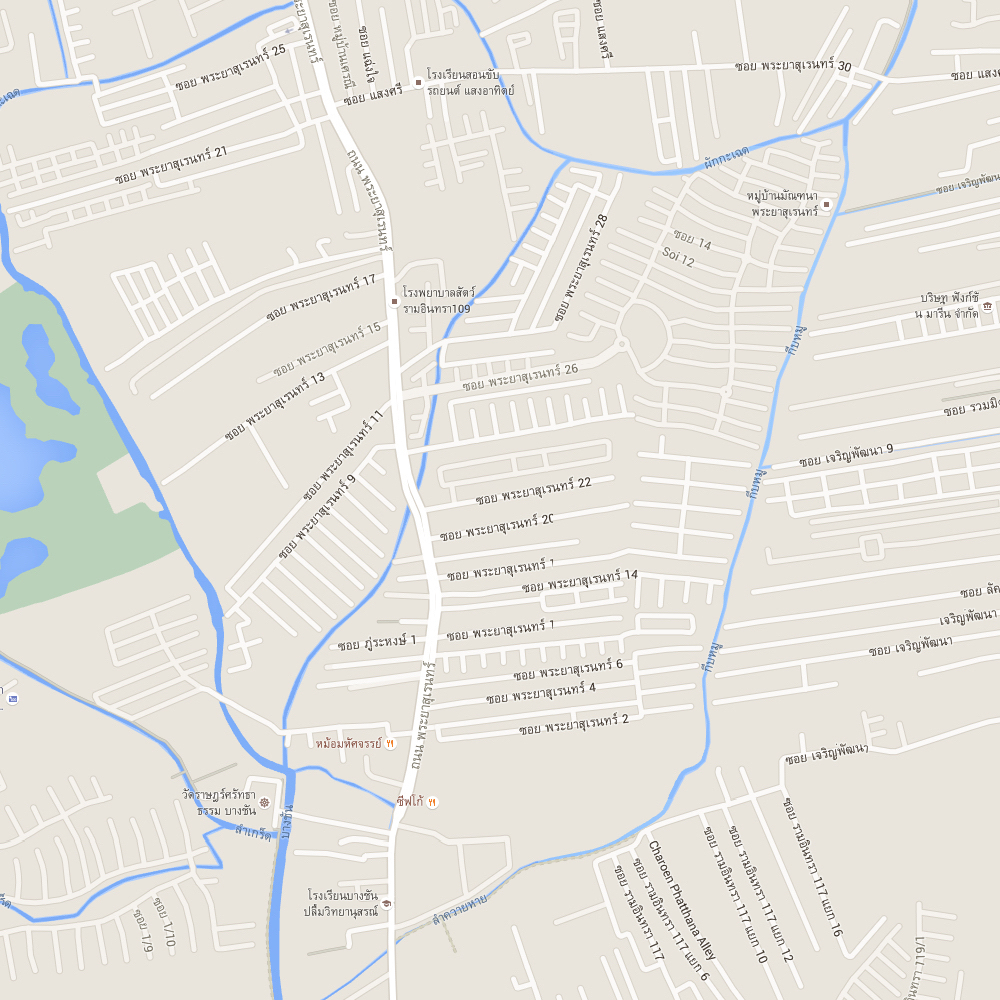 ซอย หมู่บ้านเศรณี
ซอย แฉ่งใจ
ซอย แสงศรี
ซอย พระยาสุเรนทร์ 25
ซอย พระยาสุเรนทร์ 30
โรงเรียนสอนขับ
รถยนต์ แสงอาทิตย์
ซอย แสงศรี
ซอย พระยาสุเรนทร์ 21
ถนน พระยาสุเรนทร์
ผักกะเฉด
หมู่บ้านมัณฑนา
พระยาสุเรนทร์
ซอย 14
Soi 12
ซอย พระยาสุเรนทร์ 28
ซอย พระยาสุเรนทร์ 17
โรงพยาบาลสัตว์
รามอินทรา109
บริษัท ฟังก์ชั่
น มารีน จำกัด
ซอย พระยาสุเรนทร์ 15
กีบหมู
ซอย พระยาสุเรนทร์ 13
ซอย พระยาสุเรนทร์ 26
ซอย พระยาสุเรนทร์ 11
ซอย เจริญพัฒนา 9
ซอย พระยาสุเรนทร์ 9
ซอย พระยาสุเรนทร์ 22
กีบหมู
ซอย พระยาสุเรนทร์ 20
ซอย พระยาสุเรนทร์ 1
ซอย พระยาสุเรนทร์ 14
เจริญพัฒนา
ซอย พระยาสุเรนทร์ 1
ซอย ภู่ระหงษ์ 1
ซอย เจริญพัฒนา
กีบหมู
ซอย พระยาสุเรนทร์ 6
ซอย พระยาสุเรนทร์ 4
ซอย พระยาสุเรนทร์ 2
ถนน พระยาสุเรนทร์
หม้อมหัศจรรย์
ซอย เจริญพัฒนา
วัดราษฎร์ศรัทธา
ธรรม บางชัน
ซีฟโก้
บางชัน
ลำเกร็ด
ซอย รามอินทรา 117 แยก 16
ซอย รามอินทรา 117 แยก 12
ซอย รามอินทรา 117 แยก 10
Charoen Phatthana Alley
ซอย รามอินทรา 117 แยก 6
ซอย รามอินทรา 117
โรงเรียนบางชัน
ปลื้มวิทยานุสรณ์
ลำควายหาย
ซอย 1/10
ซอย 1/9